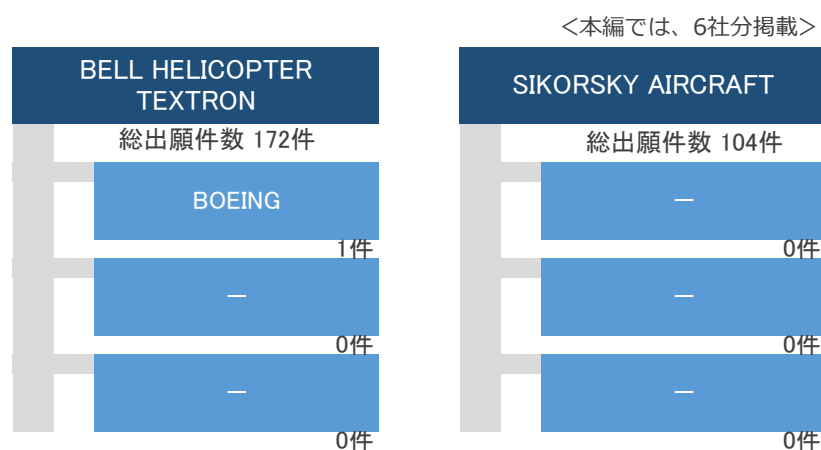 ＜本編では、6社分掲載＞
BELL HELICOPTER
TEXTRON
総出願件数 172件
BOEING
1件
－
0件
－
0件
SIKORSKY AIRCRAFT
総出願件数 104件
－
0件
－
0件
－
0件